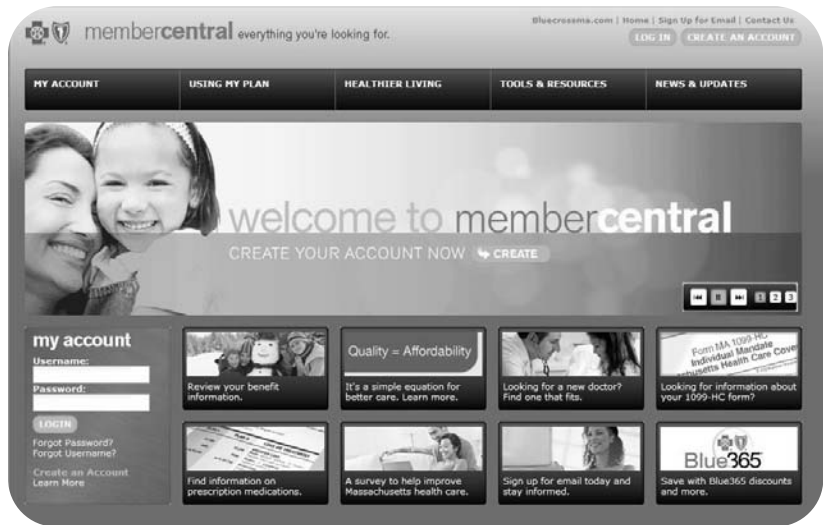 Bluecrossma.com | Home | Sign Up for Email | Contact Us
membercentral everything you're looking for.
LOG IN CREATE AN ACCOUNT
MY ACCOUNT USING MY PLAN HEALTHIER LIVING TOOLS & RESOURCES NEWS & UPDATES
welcome to membercentral
CREATE YOUR ACCOUNT NOW CREATE
1 2 3
my account
Username:
Password:
LOGIN
Forgot Password?
Forgot Username?
Create an Account
Learn More
Review your benefit
information.
Quality = Affordability
It's a simple equation for
better care. Learn more.
Looking for a new doctor?
Find one that fits.
Form MA 1099-HC
Individual Mandate
Massachusetts Health Care Cover
Looking for information about
your 1099-HC form?
Find information on
prescription medications.
A survey to help improve
Massachusetts health care.
Sign up for email today and
stay informed.
Blue365
Save with Blue365 discounts
and more.